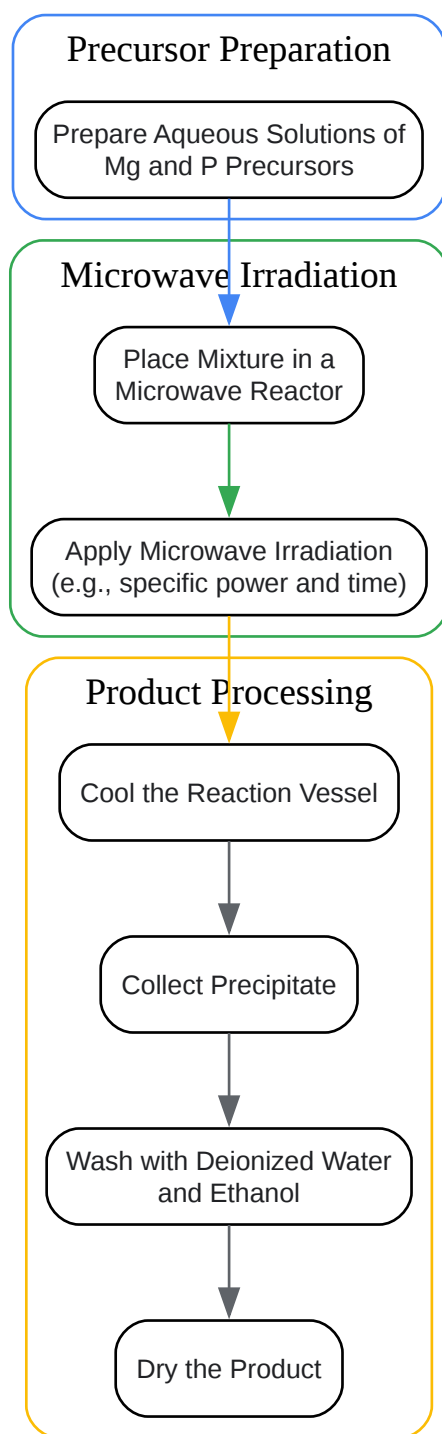 Precursor Preparation
Prepare Aqueous Solutions of
Mg and P Precursors
Microwave Irradiation
Place Mixture in a
Microwave Reactor
Apply Microwave Irradiation
(e.g., specific power and time)
Product Processing
Cool the Reaction Vessel
Collect Precipitate
Wash with Deionized Water
and Ethanol
Dry the Product